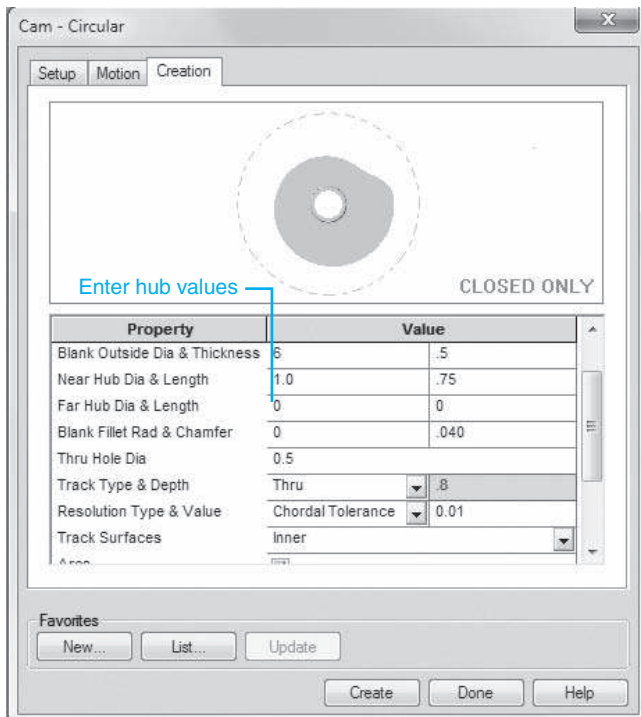 Cam - Circular
Setup Motion Creation
Enter hub values
CLOSED ONLY
Property Value
Blank Outside Dia & Thickness 6 .5
Near Hub Dia & Length 1.0 .75
Far Hub Dia & Length 0 0
Blank Fillet Rad & Chamfer 0 .040
Thru Hole Dia 0.5
Track Type & Depth Thru .8
Resolution Type & Value Chordal Tolerance 0.01
Track Surfaces Inner
Favorites
New... List... Update
Create Done Help